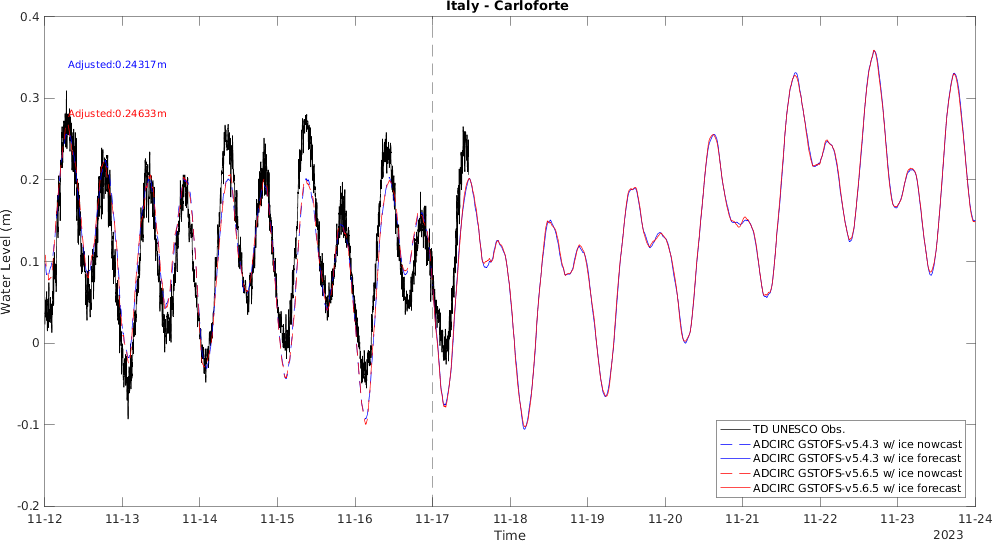 Italy - Carloforte
0.4
0.3
0.2
0.1
0
-0.1
-0.2
Water Level (m)
Adjusted:0.24317m
Adjusted:0.24633m
TD UNESCO Obs.
ADCIRC GSTOFS-v5.4.3 w/ ice nowcast
ADCIRC GSTOFS-v5.4.3 w/ ice forecast
ADCIRC GSTOFS-v5.6.5 w/ ice nowcast
ADCIRC GSTOFS-v5.6.5 w/ ice forecast
11-12 11-13 11-14 11-15 11-16 11-17 11-18 11-19 11-20 11-21 11-22 11-23 11-24
Time
2023